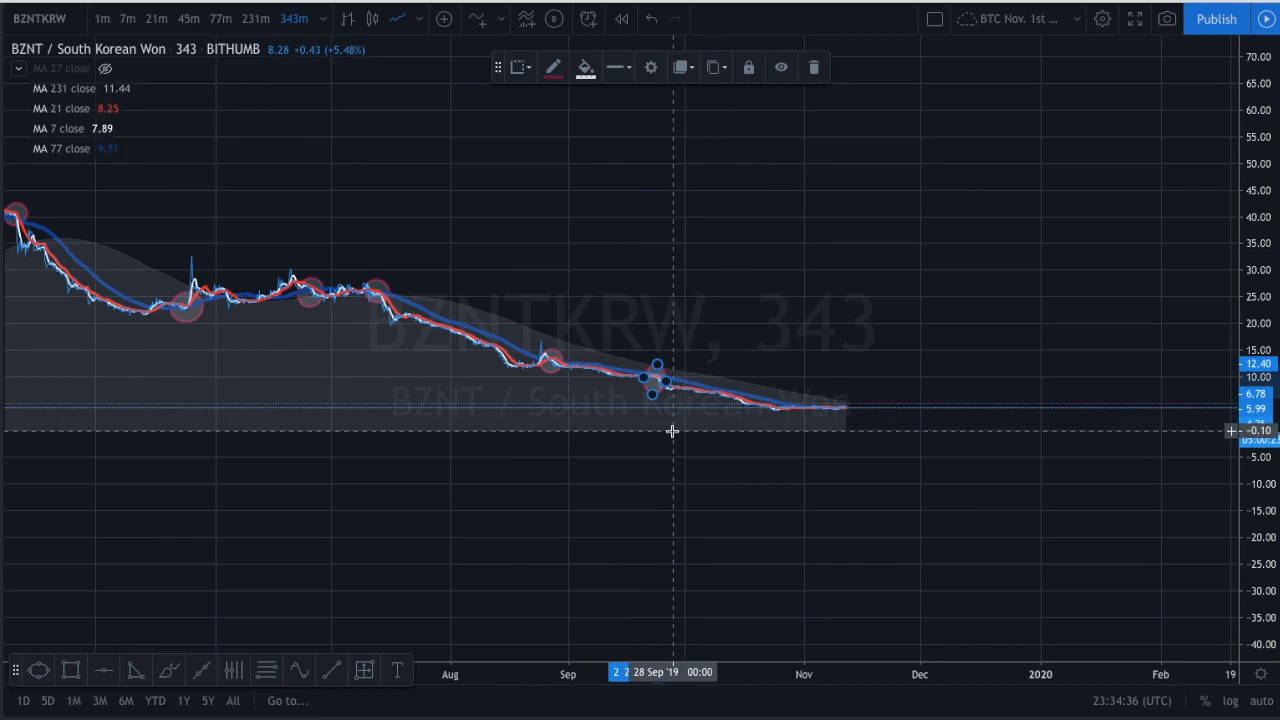 BZNTKRW 1m 7m 21m 45m 77m 231m 343m B BTC Nov. 1st ... Publish
BZNT / South Korean Won · 343 · BITHUMB 8.28 +0.43 (+5.48%)
MA 27 close
MA 231 close 11.44
MA 21 close 8.25
MA 7 close 7.89
MA 77 close 9.71
70.00
65.00
60.00
55.00
50.00
45.00
40.00
35.00
30.00
25.00
20.00
15.00
12.40
10.00
6.78
5.99
-0.10
-5.00
-10.00
-15.00
-20.00
-25.00
-30.00
-35.00
-40.00
BZNTKRW, 343
BZNT / South Korean Won
Aug Sep 28 Sep '19 00:00 Nov Dec 2020 Feb 19
T
1D 5D 1M 3M 6M YTD 1Y 5Y All Go to... 23:34:36 (UTC) % log auto